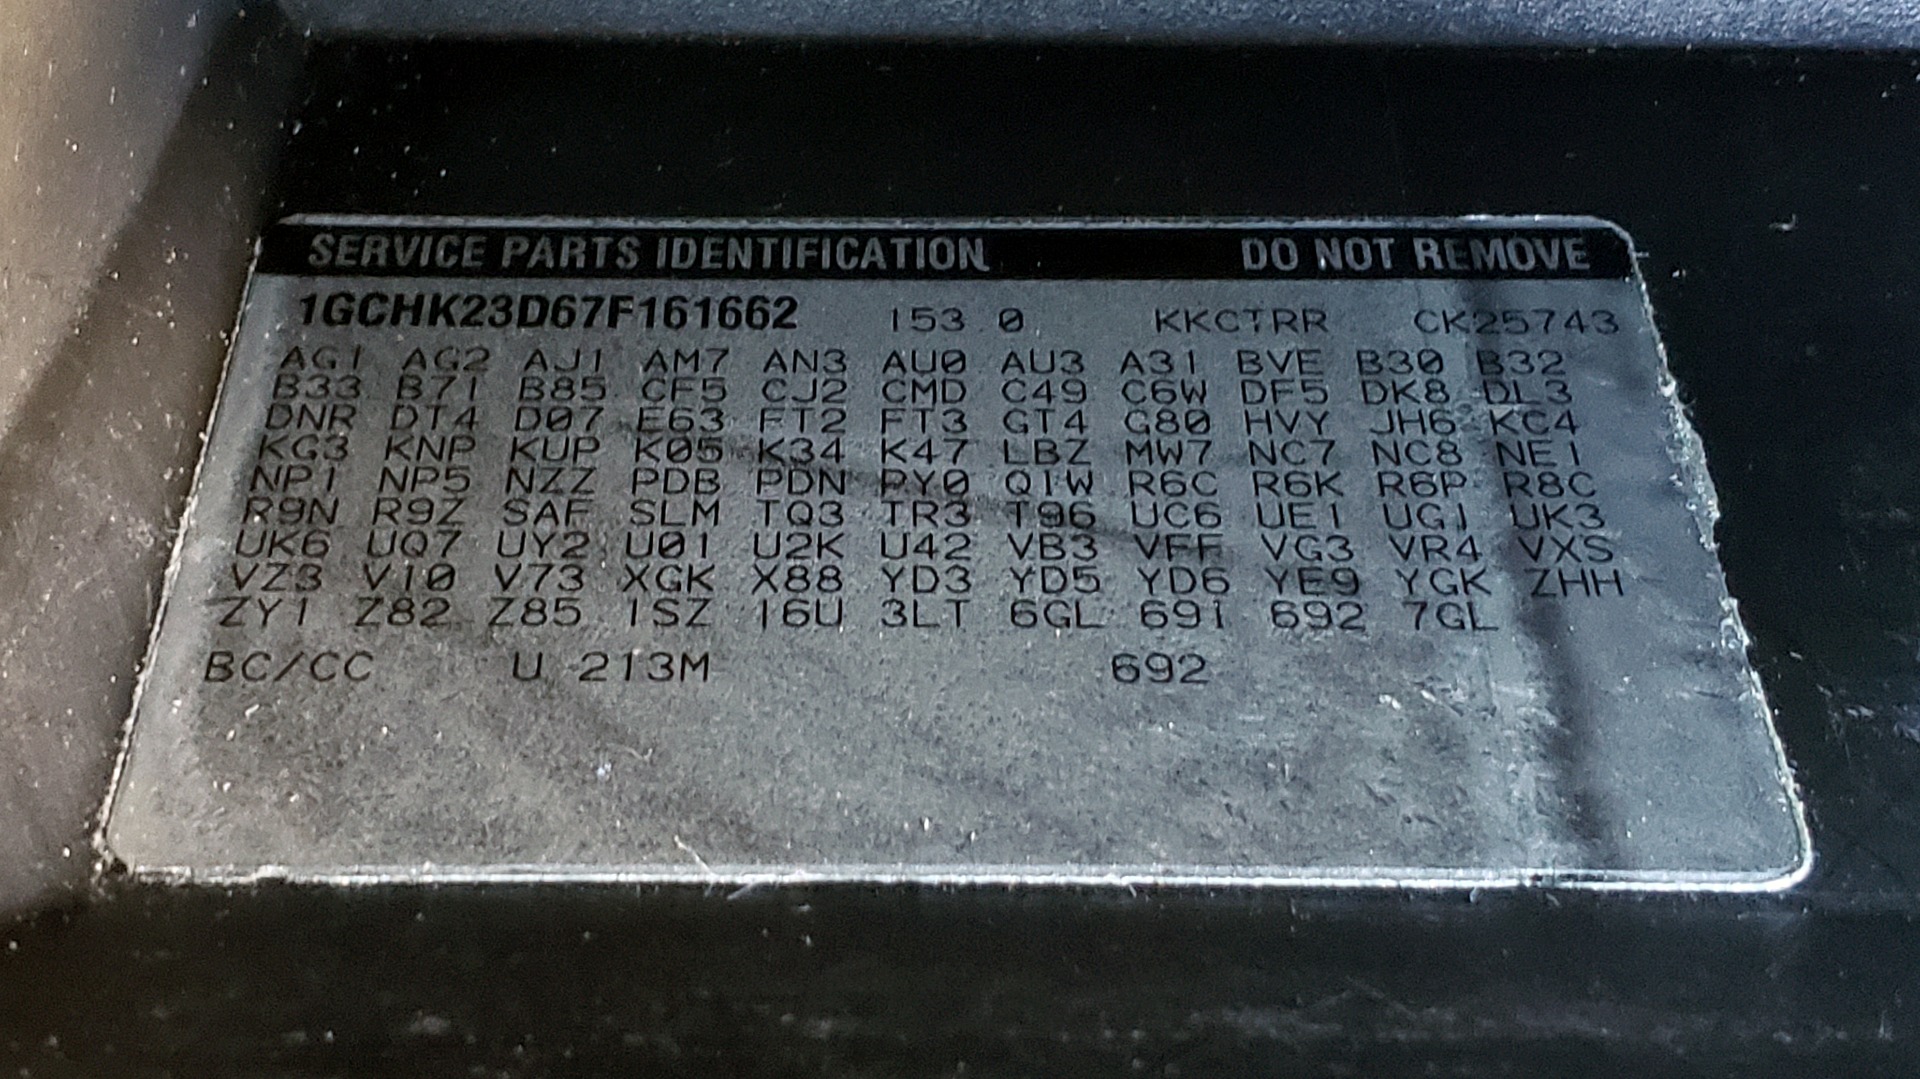 SERVICE PARTS IDENTIFICATION DO NOT REMOVE
1GCHK23D67F161662 153 0 KKCTRR CK25743
AG1 AG2 AJ1 AM7 AN3 AU0 AU3 A31 BVE B30 B32
B33 B71 B85 CF5 CJ2 CMD C49 C6W DF5 DK8 DL3
DNR DT4 D07 E63 FT2 FT3 GT4 G80 HVY JH6 KC4
KG3 KNP KUP K05 K34 K47 LBZ MW7 NC7 NC8 NE1
NP1 NP5 NZZ PDB PDN PY0 Q1W R6C R6K R6P R8C
R9N R9Z SAF SLM TQ3 TR3 T96 UC6 UE1 UG1 UK3
UK6 UQ7 UY2 U01 U2K U42 VB3 VFF VG3 VR4 VXS
VZ3 V10 V73 XGK X88 YD3 YD5 YD6 YE9 YGK ZHH
ZY1 Z82 Z85 1SZ 16U 3LT 6GL 691 692 7GL
BC/CC U 213M 692